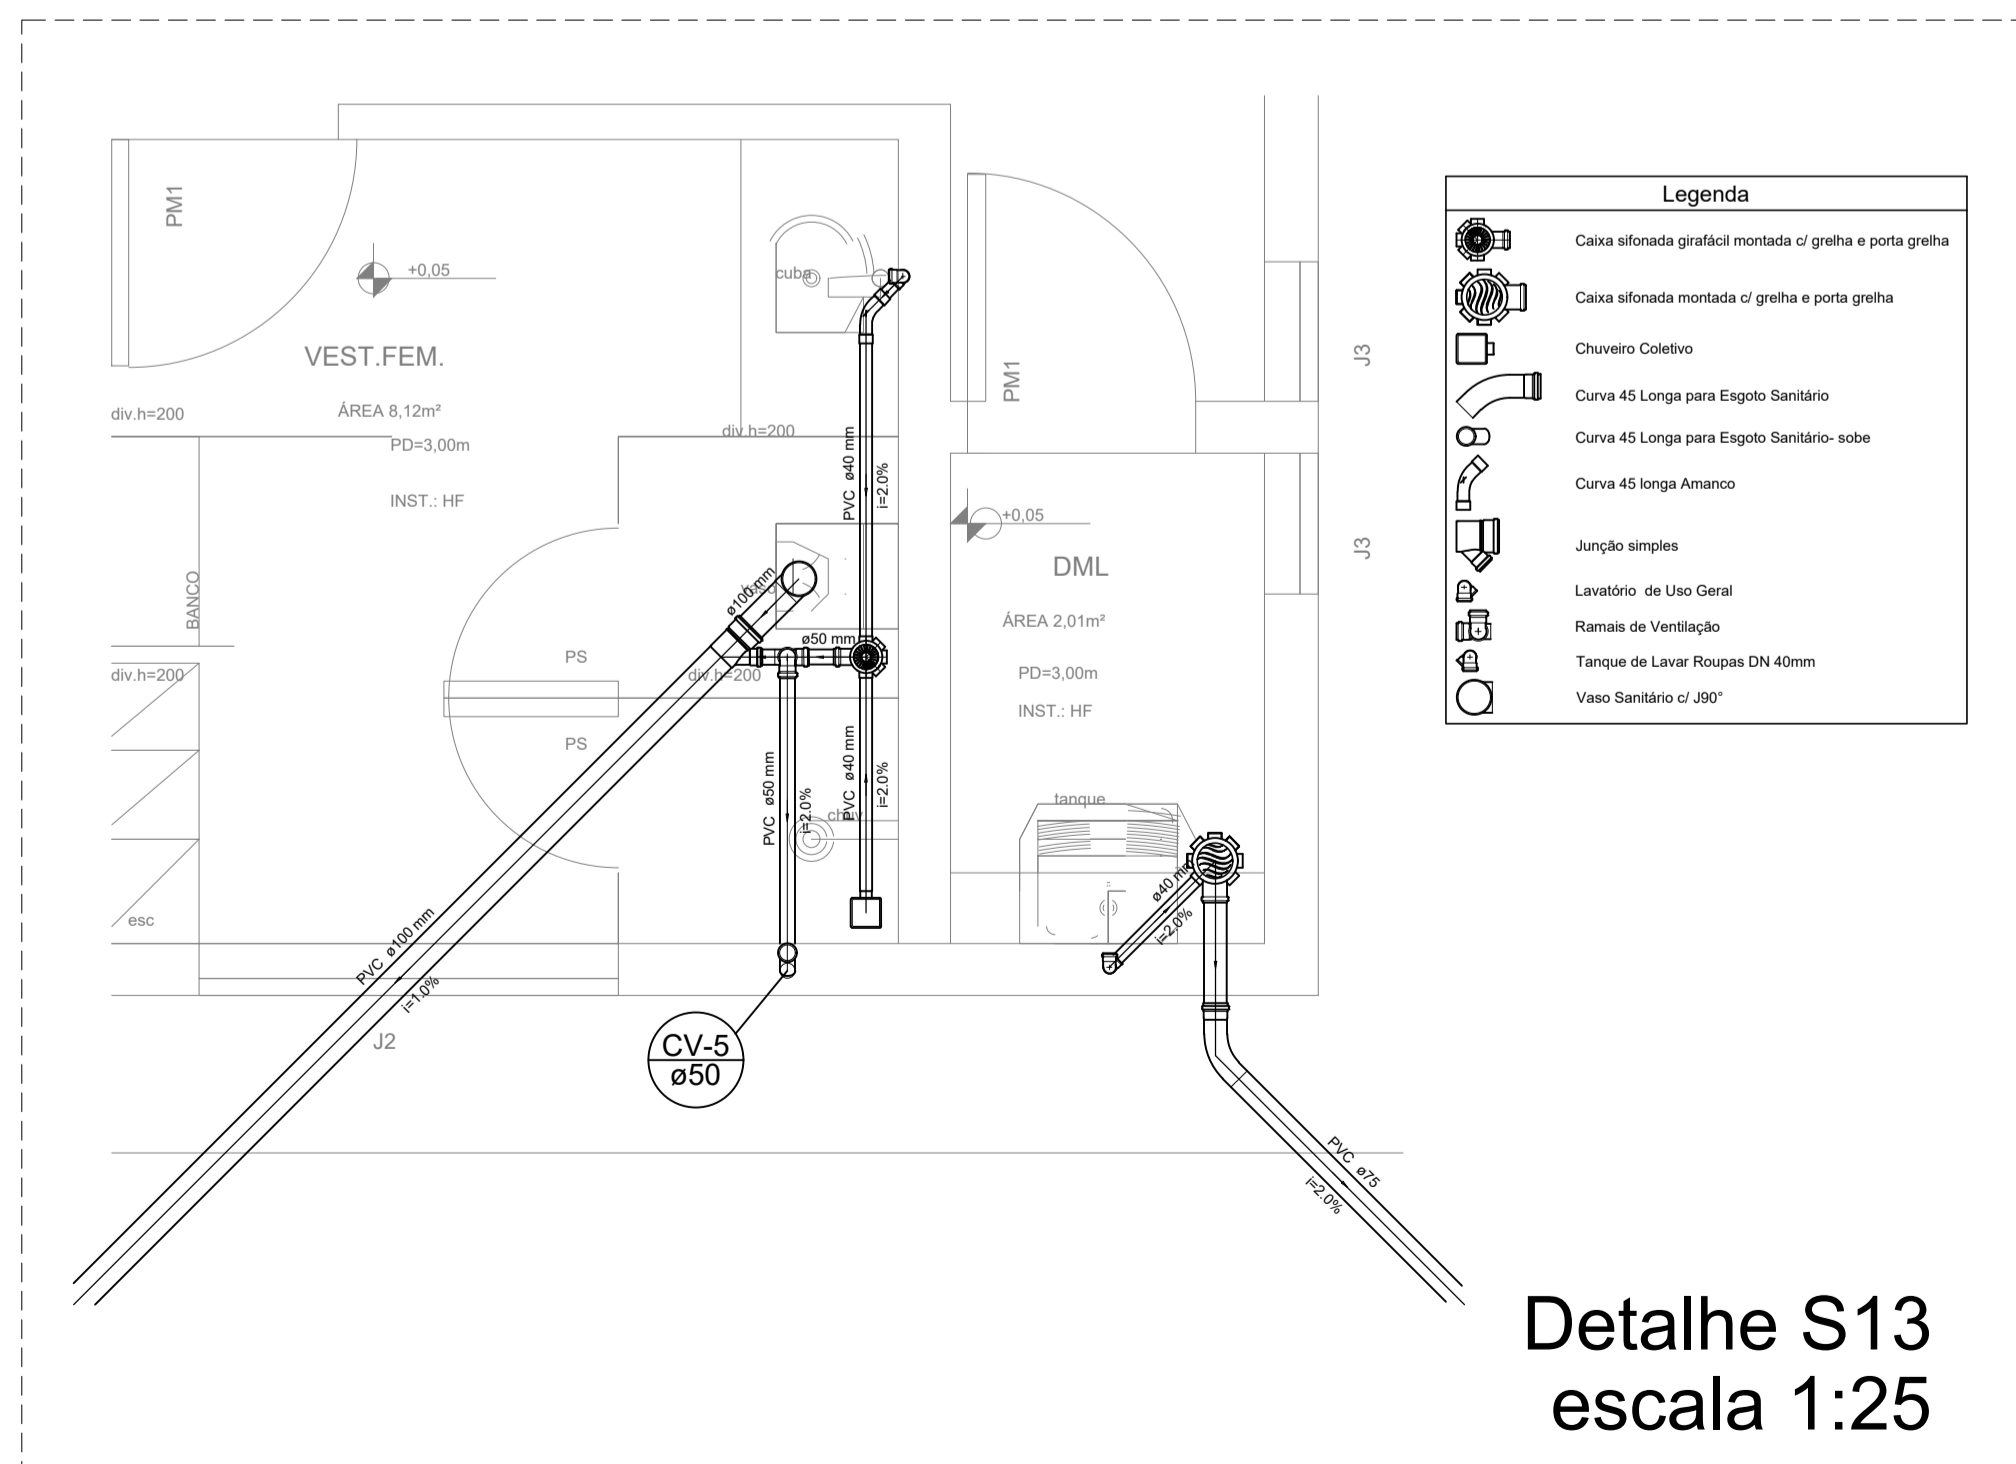 PM1
+0,05
VEST.FEM.
ÁREA 8,12m²
PD=3,00m
INST.: HF
div.h=200
div.h=200
cuba
PVC ø40 mm
i=2.0%
PM1
J3
J3
+0,05
DML
ÁREA 2,01m²
PD=3,00m
INST.: HF
BANCO
div.h=200
PS
PS
ø100 mm
ø50 mm
div.h=200
PVC ø50 mm
i=2.0%
PVC ø40 mm
i=2.0%
chuv
tanque
ø40 mm
i=2.0%
esc
PVC ø100 mm
i=1.0%
J2
CV-5
ø50
PVC ø75
i=2.0%
Legenda
Caixa sifonada girafácil montada c/ grelha e porta grelha
Caixa sifonada montada c/ grelha e porta grelha
Chuveiro Coletivo
Curva 45 Longa para Esgoto Sanitário
Curva 45 Longa para Esgoto Sanitário- sobe
Curva 45 longa Amanco
Junção simples
Lavatório de Uso Geral
Ramais de Ventilação
Tanque de Lavar Roupas DN 40mm
Vaso Sanitário c/ J90°
Detalhe S13
escala 1:25